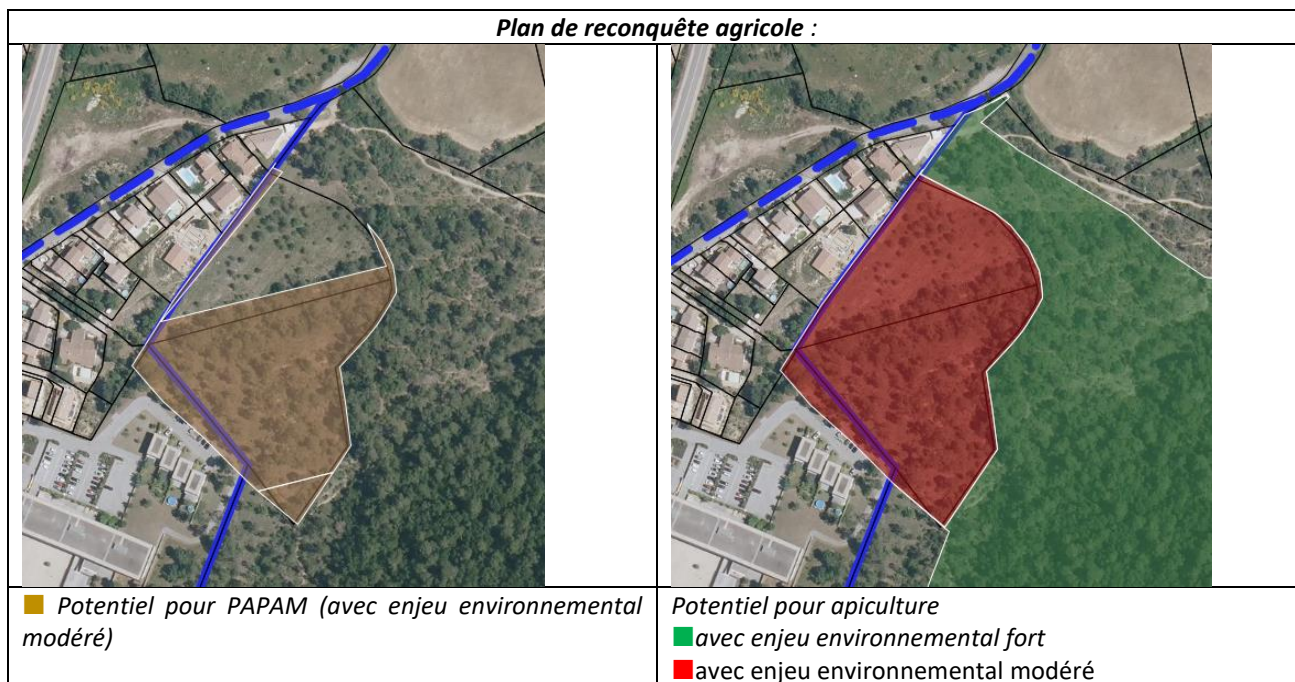 Plan de reconquête agricole :
Potentiel pour PAPAM (avec enjeu environnemental
modéré)
Potentiel pour apiculture
avec enjeu environnemental fort
avec enjeu environnemental modéré